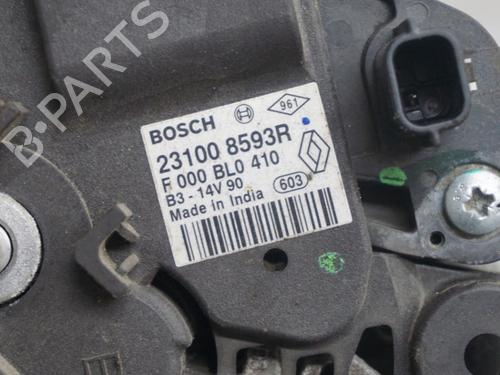 961
BOSCH
23100 8593R
F 000 BL0 410
B3 - 14V 90
Made in India
603
B-PARTS